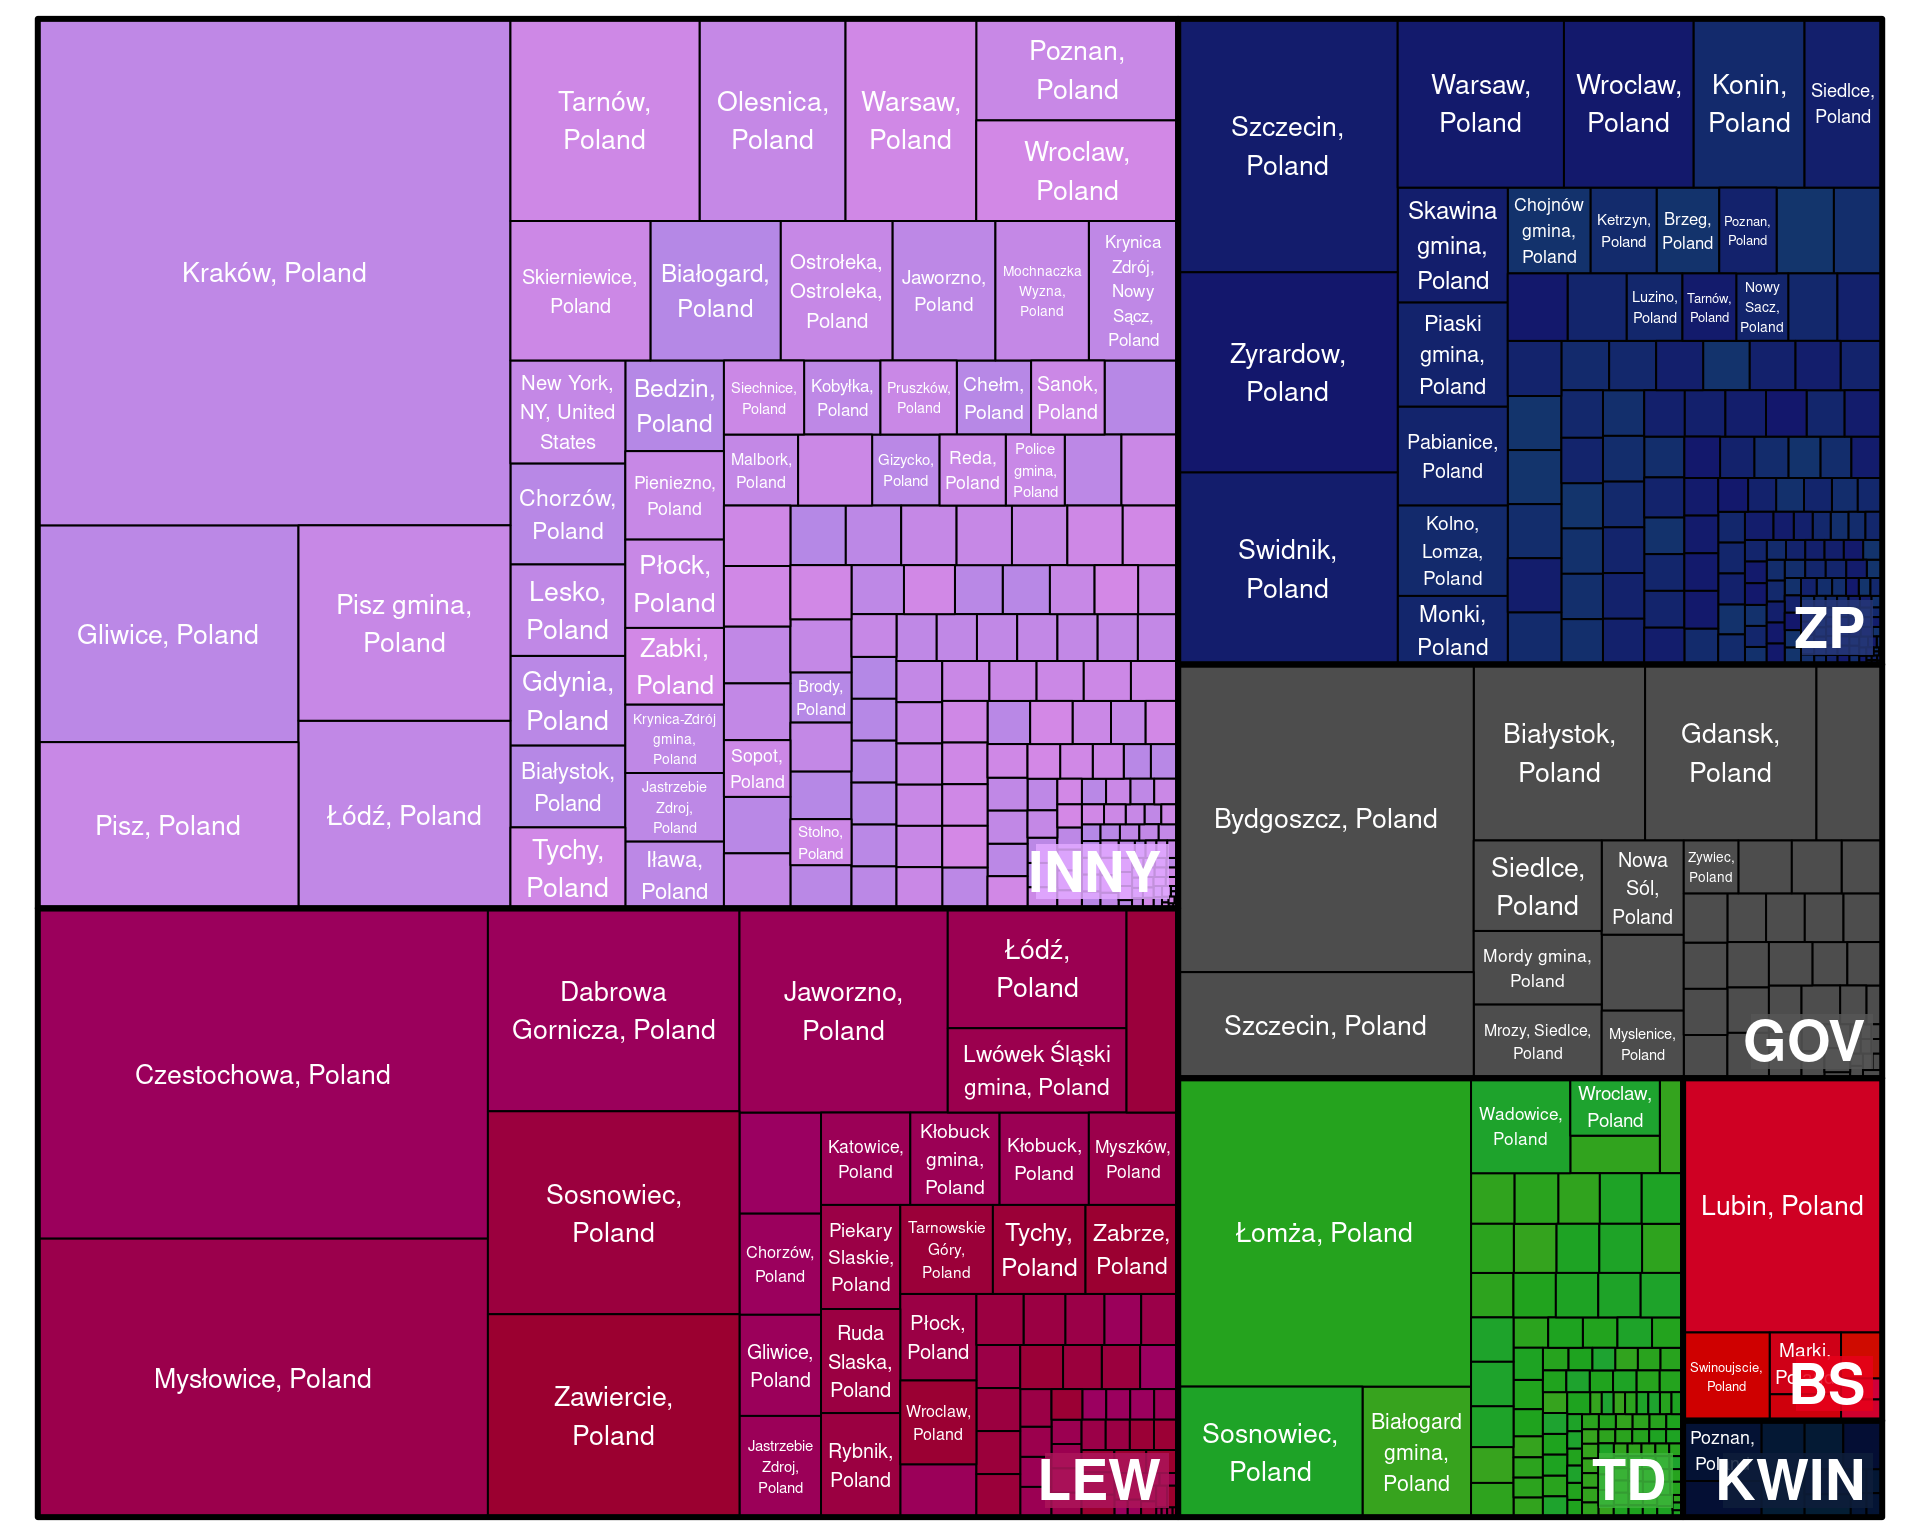 Kraków, Poland
Gliwice, Poland
Pisz gmina,
Poland
Pisz, Poland
Łódź, Poland
Tarnów,
Poland
Olesnica,
Poland
Warsaw,
Poland
Poznan,
Poland
Wroclaw,
Poland
Skierniewice,
Poland
Białogard,
Poland
Ostrołeka,
Ostroleka,
Poland
Jaworzno,
Poland
Mochnaczka
Wyzna,
Poland
Krynica
Zdrój,
Nowy
Sącz,
Poland
New York,
NY, United
States
Chorzów,
Poland
Lesko,
Poland
Gdynia,
Poland
Białystok,
Poland
Tychy,
Poland
Bedzin,
Poland
Pieniezno,
Poland
Płock,
Poland
Zabki,
Poland
Krynica-Zdrój
gmina,
Poland
Jastrzebie
Zdroj,
Poland
Iława,
Poland
Siechnice,
Poland
Kobyłka,
Poland
Pruszków,
Poland
Chełm,
Poland
Sanok,
Poland
Malbork,
Poland
Gizycko,
Poland
Reda,
Poland
Police
gmina,
Poland
Brody,
Poland
Sopot,
Poland
Stolno,
Poland
INNY
Czestochowa, Poland
Mysłowice, Poland
Dabrowa
Gornicza, Poland
Sosnowiec,
Poland
Zawiercie,
Poland
Jaworzno,
Poland
Łódź,
Poland
Lwówek Śląski
gmina, Poland
Chorzów,
Poland
Gliwice,
Poland
Jastrzebie
Zdroj,
Poland
Katowice,
Poland
Kłobuck
gmina,
Poland
Kłobuck,
Poland
Myszków,
Poland
Piekary
Slaskie,
Poland
Ruda
Slaska,
Poland
Rybnik,
Poland
Tarnowskie
Góry,
Poland
Tychy,
Poland
Zabrze,
Poland
Płock,
Poland
Wroclaw,
Poland
LEW
Szczecin,
Poland
Zyrardow,
Poland
Swidnik,
Poland
Warsaw,
Poland
Wroclaw,
Poland
Konin,
Poland
Siedlce,
Poland
Skawina
gmina,
Poland
Piaski
gmina,
Poland
Pabianice,
Poland
Kolno,
Lomza,
Poland
Monki,
Poland
Chojnów
gmina,
Poland
Ketrzyn,
Poland
Brzeg,
Poland
Poznan,
Poland
Luzino,
Poland
Tarnów,
Poland
Nowy
Sacz,
Poland
ZP
Bydgoszcz, Poland
Szczecin, Poland
Białystok,
Poland
Gdansk,
Poland
Siedlce,
Poland
Mordy gmina,
Poland
Mrozy, Siedlce,
Poland
Nowa
Sól,
Poland
Myslenice,
Poland
Zywiec,
Poland
GOV
Łomża, Poland
Sosnowiec,
Poland
Białogard
gmina,
Poland
Wadowice,
Poland
Wroclaw,
Poland
TD
Lubin, Poland
Swinoujscie,
Poland
Marki,
BS
Poznan,
KWIN